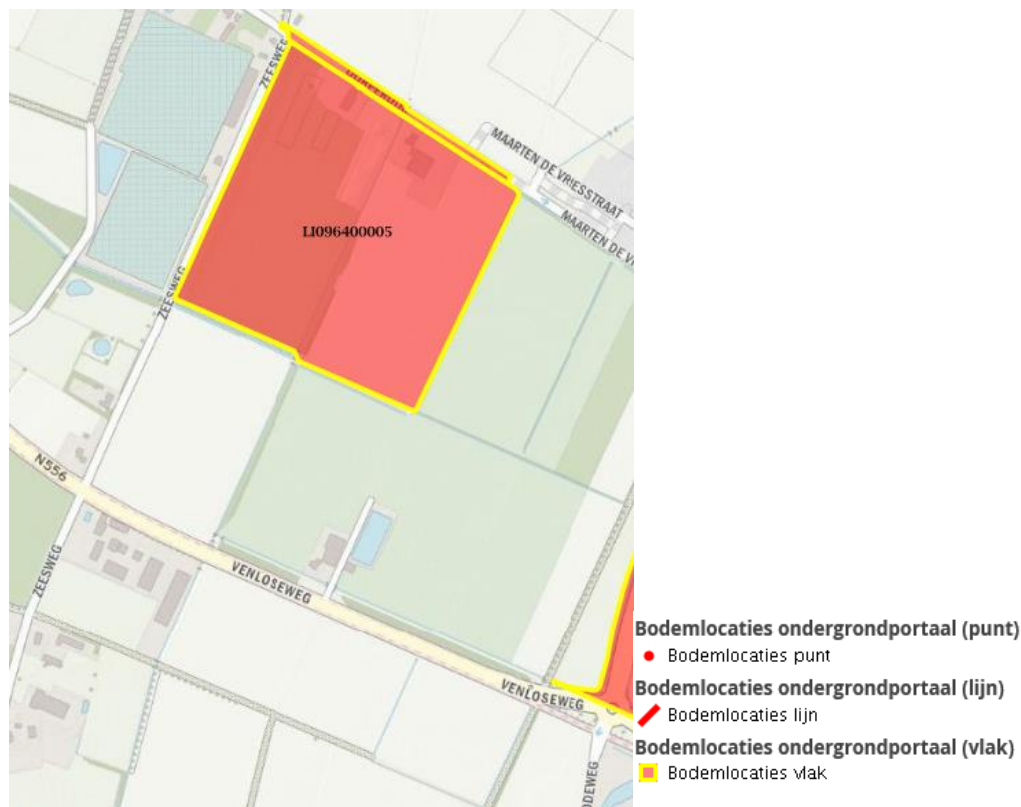 ZEESWEG
MAARTEN DE VRIESSTRAAT
MAARTEN DE
LI096400005
ZEESWEG
N556
ZEESWEG
VENLOSEWEG
VENLOSEWEG
ODEWEG
Bodemlocaties ondergrondportaal (punt)
Bodemlocaties punt
Bodemlocaties ondergrondportaal (lijn)
Bodemlocaties lijn
Bodemlocaties ondergrondportaal (vlak)
Bodemlocaties vlak